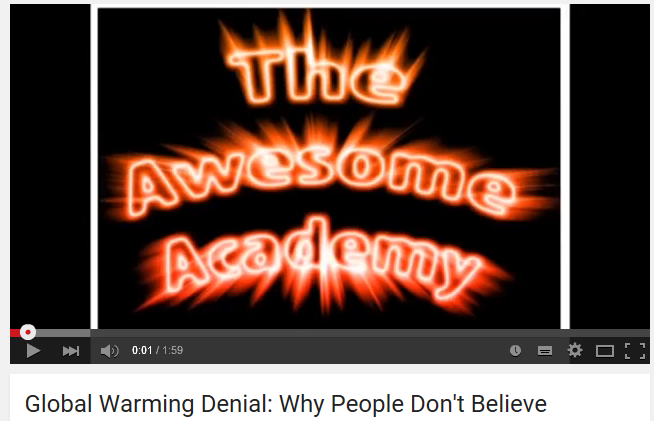 The
Awesome
Academy
0:01 / 1:59
Global Warming Denial: Why People Don't Believe